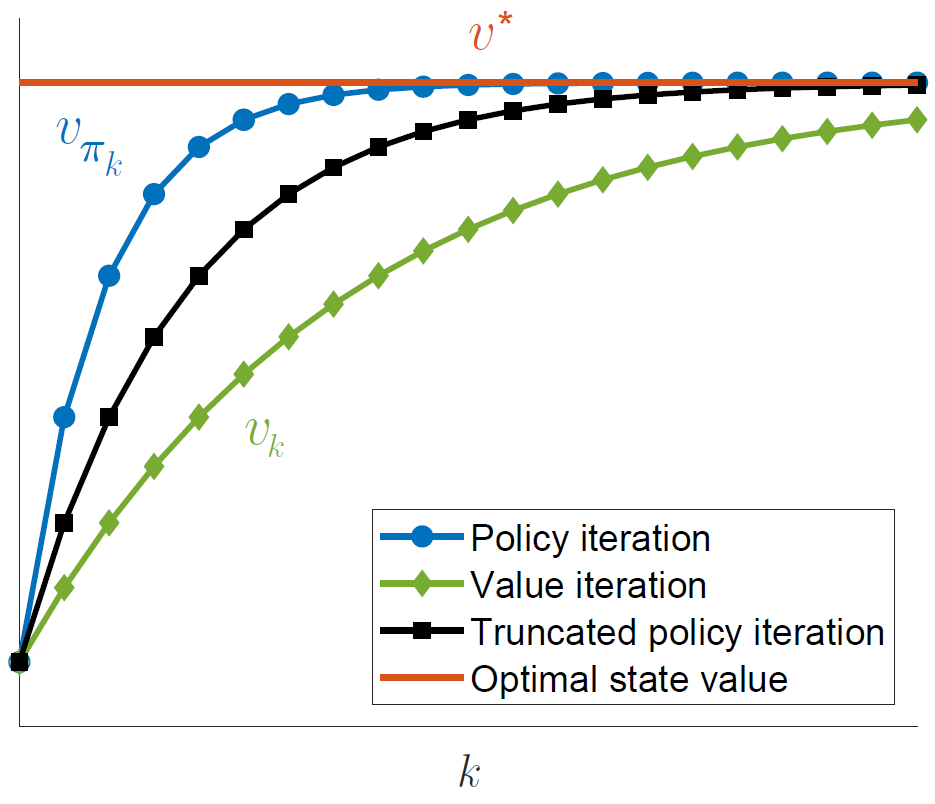 v*
v_{π_k}
v_k
Policy iteration
Value iteration
Truncated policy iteration
Optimal state value
k